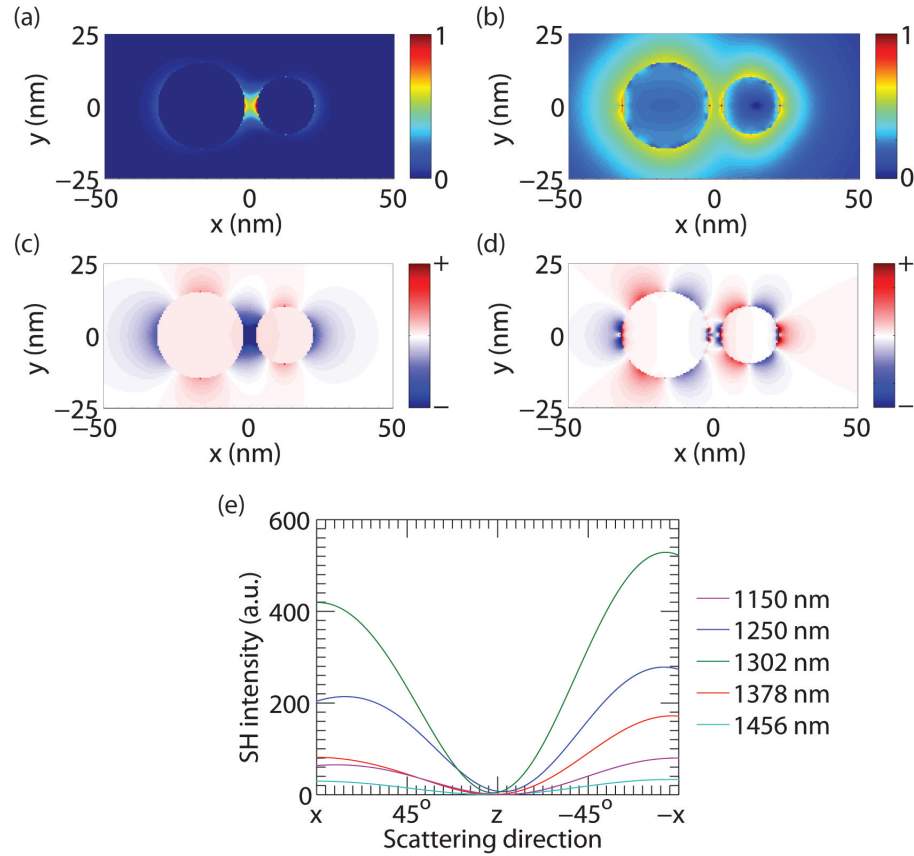 (a)
25
0
−25
y (nm)
−50
0
50
x (nm)
1
0
(b)
25
0
−25
y (nm)
−50
0
50
x (nm)
1
0
(c)
25
0
−25
y (nm)
−50
0
50
x (nm)
+
−
(d)
25
0
−25
y (nm)
−50
0
50
x (nm)
+
−
(e)
600
400
200
0
SH intensity (a.u.)
x
45°
z
−45°
−x
Scattering direction
1150 nm
1250 nm
1302 nm
1378 nm
1456 nm